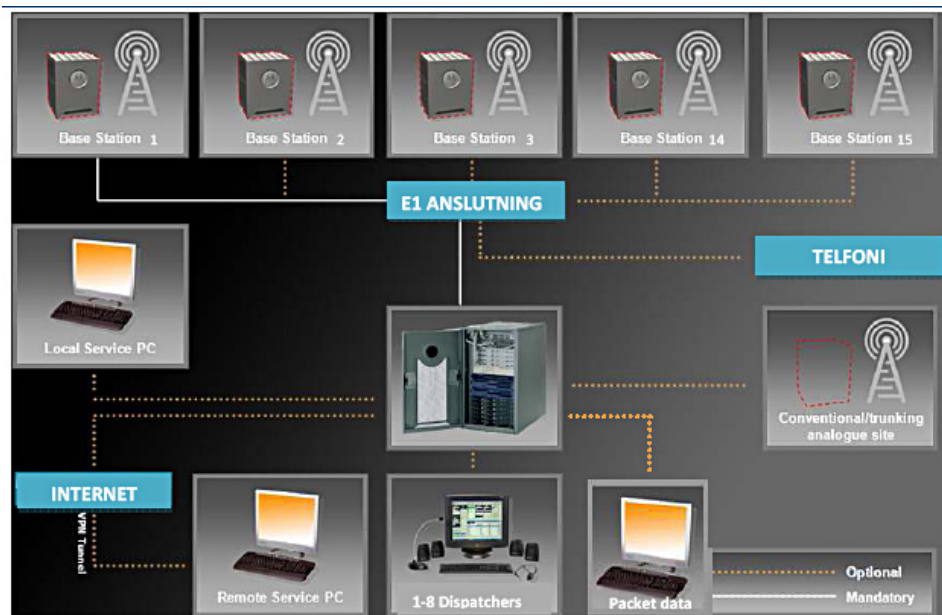 Base Station 1
Base Station 2
Base Station 3
Base Station 14
Base Station 15
E1 ANSLUTNING
TELFONI
Local Service PC
Conventional/trunking
analogue site
INTERNET
VPN Tunnel
Remote Service PC
1-8 Dispatchers
Packet data
Optional
Mandatory